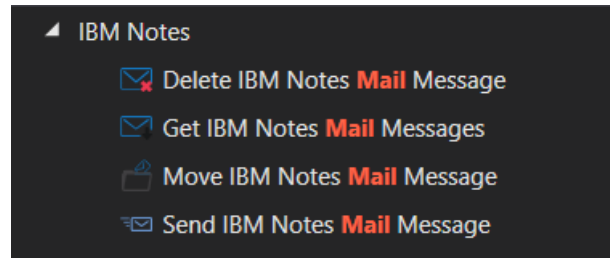 IBM Notes
Delete IBM Notes Mail Message
Get IBM Notes Mail Messages
Move IBM Notes Mail Message
Send IBM Notes Mail Message